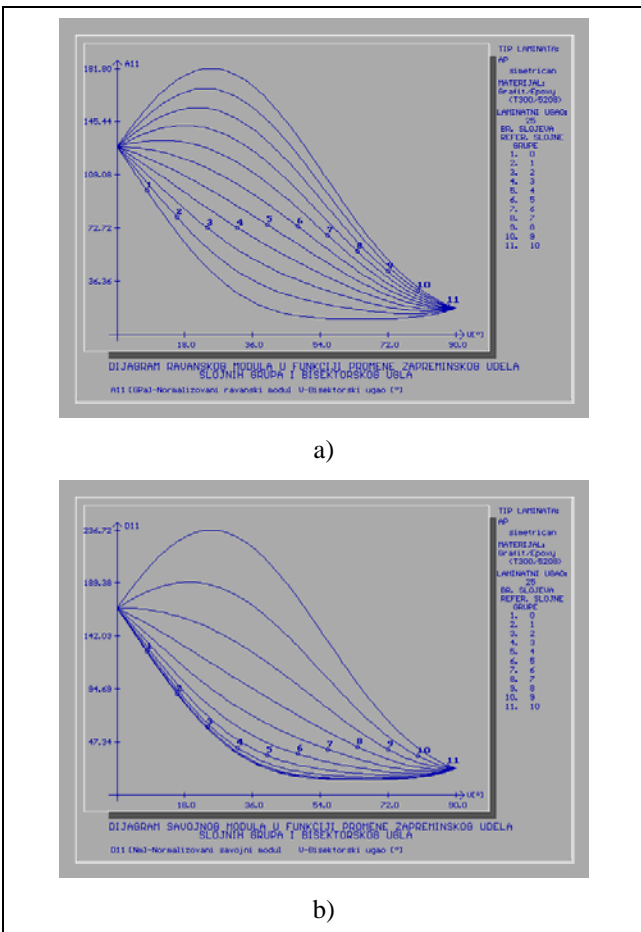 A11
181.80
145.44
109.08
72.72
36.36
1
2
3
4
5
6
7
8
9
10
11
18.0
36.0
54.0
72.0
90.0
V[°]
DIJAGRAM RAVANSKOG MODULA U FUNKCIJI PROMENE ZAPREMINSKOG UDELA
SLOJNIH GRUPA I BISEKTORSKOG UGLA
A11[GPa]-Normalizovani ravanski modul V-Bisektorski ugao [°]
TIP LAMINATA:
AP
simetrican
MATERIJAL:
Grafit/Epoxy
(T300/5208)
LAMINATNI UGAO:
25
BR. SLOJEVA
REFER. SLOJNE
GRUPE
1. 0
2. 1
3. 2
4. 3
5. 4
6. 5
7. 6
8. 7
9. 8
10. 9
11. 10
a)
D11
236.72
189.38
142.03
94.69
47.34
1
2
3
4
5
6
7
8
9
10
11
18.0
36.0
54.0
72.0
90.0
V[°]
DIJAGRAM SAVOJNOG MODULA U FUNKCIJI PROMENE ZAPREMINSKOG UDELA
SLOJNIH GRUPA I BISEKTORSKOG UGLA
D11[Nm]-Normalizovani savojni modul V-Bisektorski ugao [°]
TIP LAMINATA:
AP
simetrican
MATERIJAL:
Grafit/Epoxy
(T300/5208)
LAMINATNI UGAO:
25
BR. SLOJEVA
REFER. SLOJNE
GRUPE
1. 0
2. 1
3. 2
4. 3
5. 4
6. 5
7. 6
8. 7
9. 8
10. 9
11. 10
b)